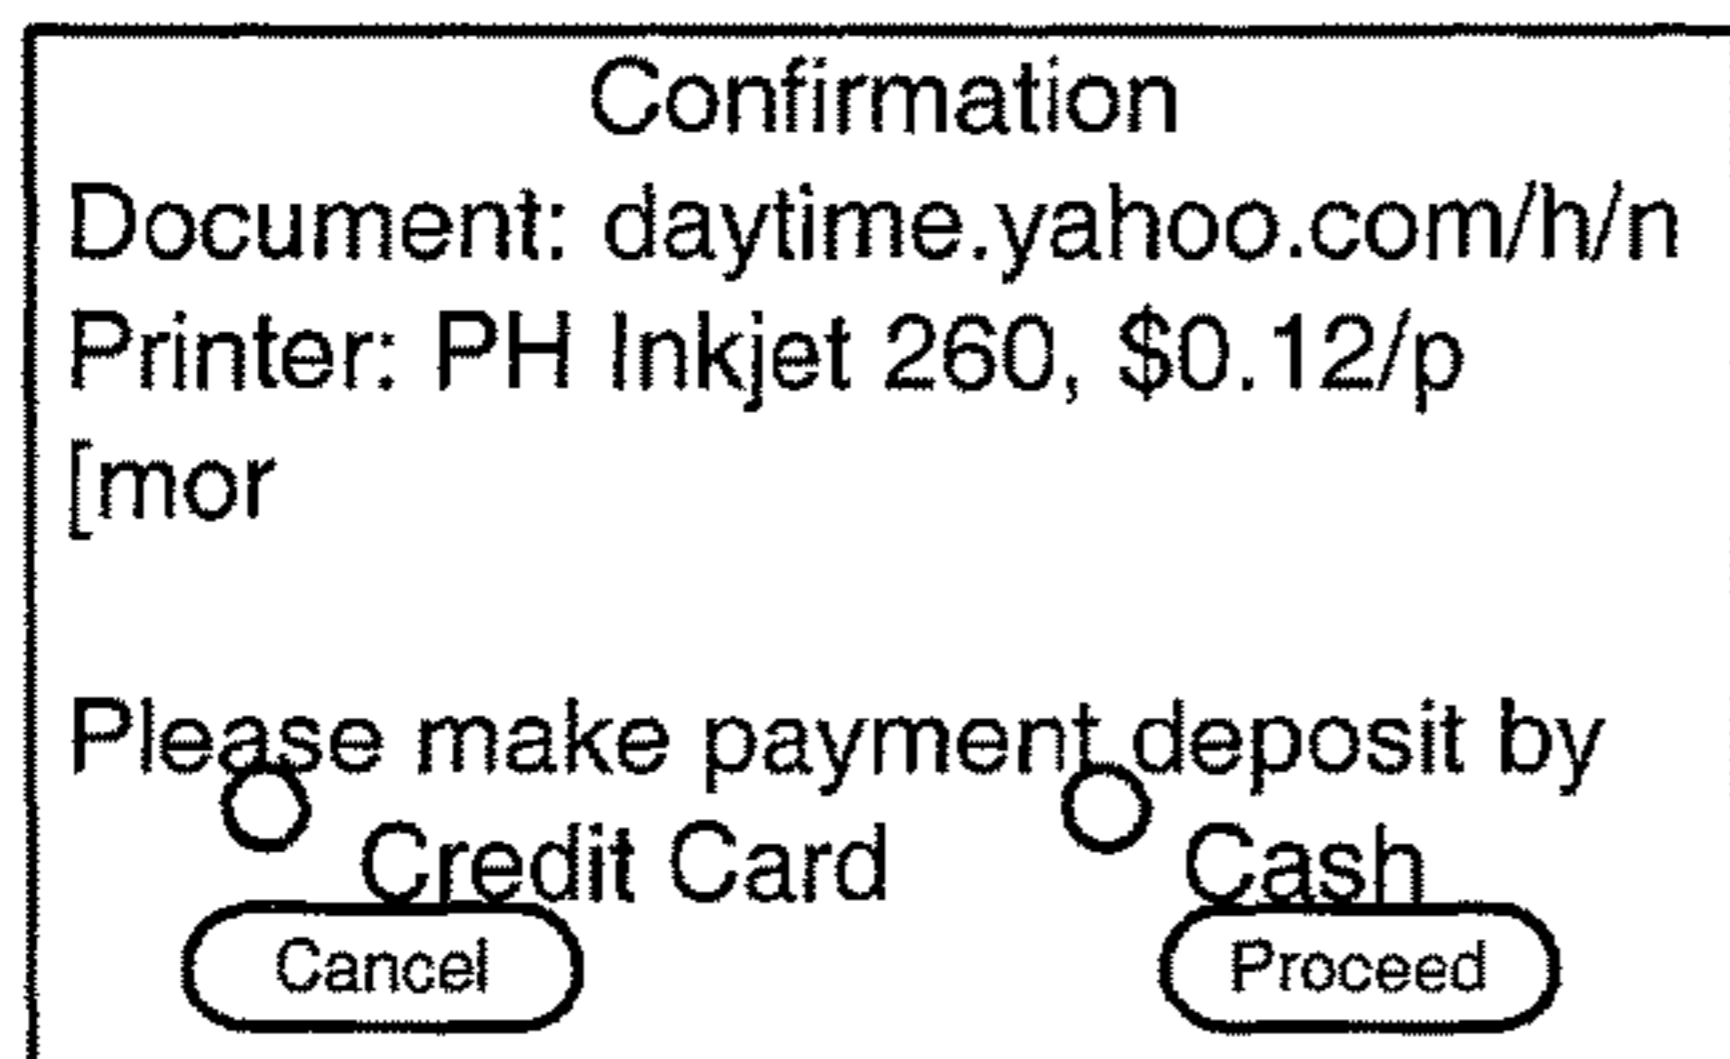 Confirmation
Document: daytime.yahoo.com/h/n
Printer: PH Inkjet 260, $0.12/p
[mor
Please make payment deposit by
Credit Card Cash
Cancel Proceed